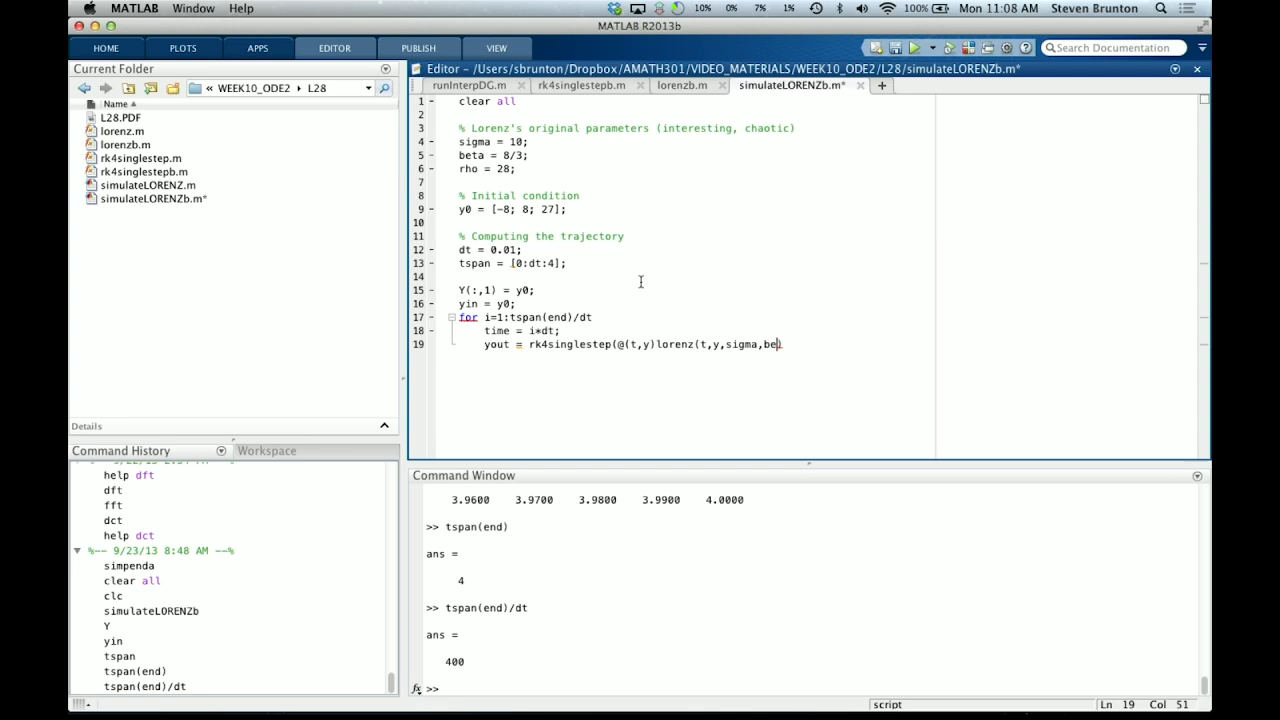 MATLAB Window Help 10% 0% 7% 1% 100% Mon 11:08 AM Steven Brunton
MATLAB R2013b
HOME PLOTS APPS EDITOR PUBLISH VIEW Search Documentation
Current Folder
« WEEK10_ODE2 ▸ L28
Name ▲
L28.PDF
lorenz.m
lorenzb.m
rk4singlestep.m
rk4singlestepb.m
simulateLORENZ.m
simulateLORENZb.m*
Details
Command History Workspace
help dft
dft
fft
dct
help dct
%-- 9/23/13 8:48 AM --%
simpenda
clear all
clc
simulateLORENZb
Y
yin
tspan
tspan(end)
tspan(end)/dt
Editor - /Users/sbrunton/Dropbox/AMATH301/VIDEO_MATERIALS/WEEK10_ODE2/L28/simulateLORENZb.m*
runInterpDG.m rk4singlestepb.m lorenzb.m simulateLORENZb.m* +
1 - clear all
2
3 % Lorenz's original parameters (interesting, chaotic)
4 - sigma = 10;
5 - beta = 8/3;
6 - rho = 28;
7
8 % Initial condition
9 - y0 = [-8; 8; 27];
10
11 % Computing the trajectory
12 - dt = 0.01;
13 - tspan = [0:dt:4];
14
15 - Y(:,1) = y0;
16 - yin = y0;
17 - for i=1:tspan(end)/dt
18 - time = i*dt;
19 yout = rk4singlestep(@(t,y)lorenz(t,y,sigma,be)
Command Window
3.9600 3.9700 3.9800 3.9900 4.0000
>> tspan(end)
ans =
4
>> tspan(end)/dt
ans =
400
fx >>
script Ln 19 Col 51